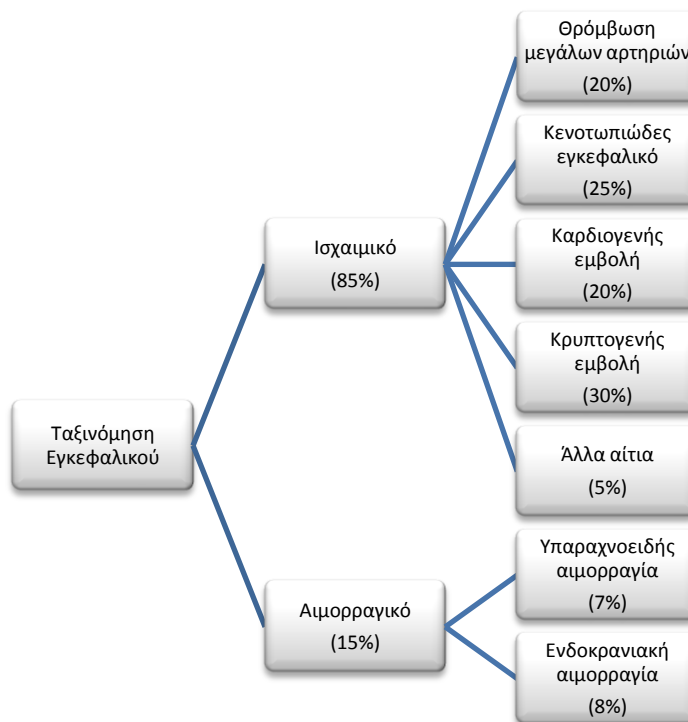 Ταξινόμηση
Εγκεφαλικού
Ισχαιμικό
(85%)
Θρόμβωση
μεγάλων αρτηριών
(20%)
Κενοτωπιώδες
εγκεφαλικό
(25%)
Καρδιογενής
εμβολή
(20%)
Κρυπτογενής
εμβολή
(30%)
Άλλα αίτια
(5%)
Αιμορραγικό
(15%)
Υπαραχνοειδής
αιμορραγία
(7%)
Ενδοκρανιακή
αιμορραγία
(8%)